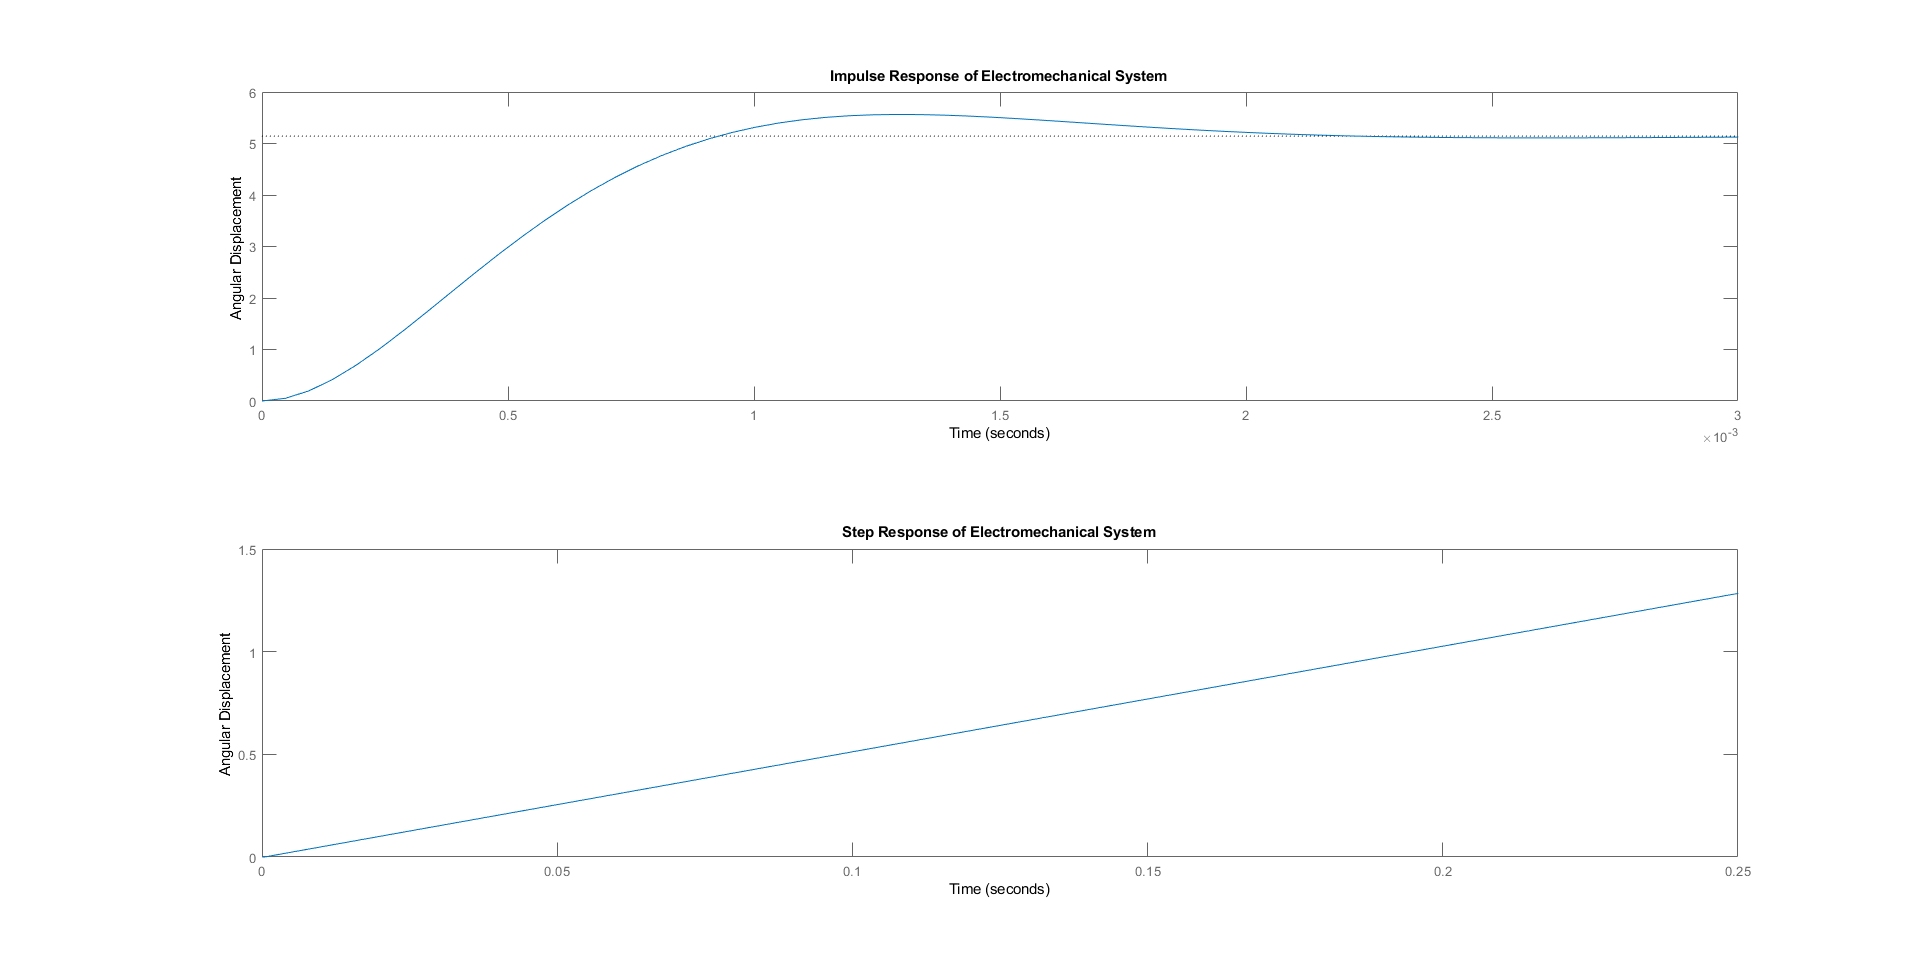 Impulse Response of Electromechanical System
6
5
4
3
2
1
0
Angular Displacement
0 0.5 1 1.5 2 2.5 3
Time (seconds)
×10-3
Step Response of Electromechanical System
1.5
1
0.5
0
Angular Displacement
0 0.05 0.1 0.15 0.2 0.25
Time (seconds)